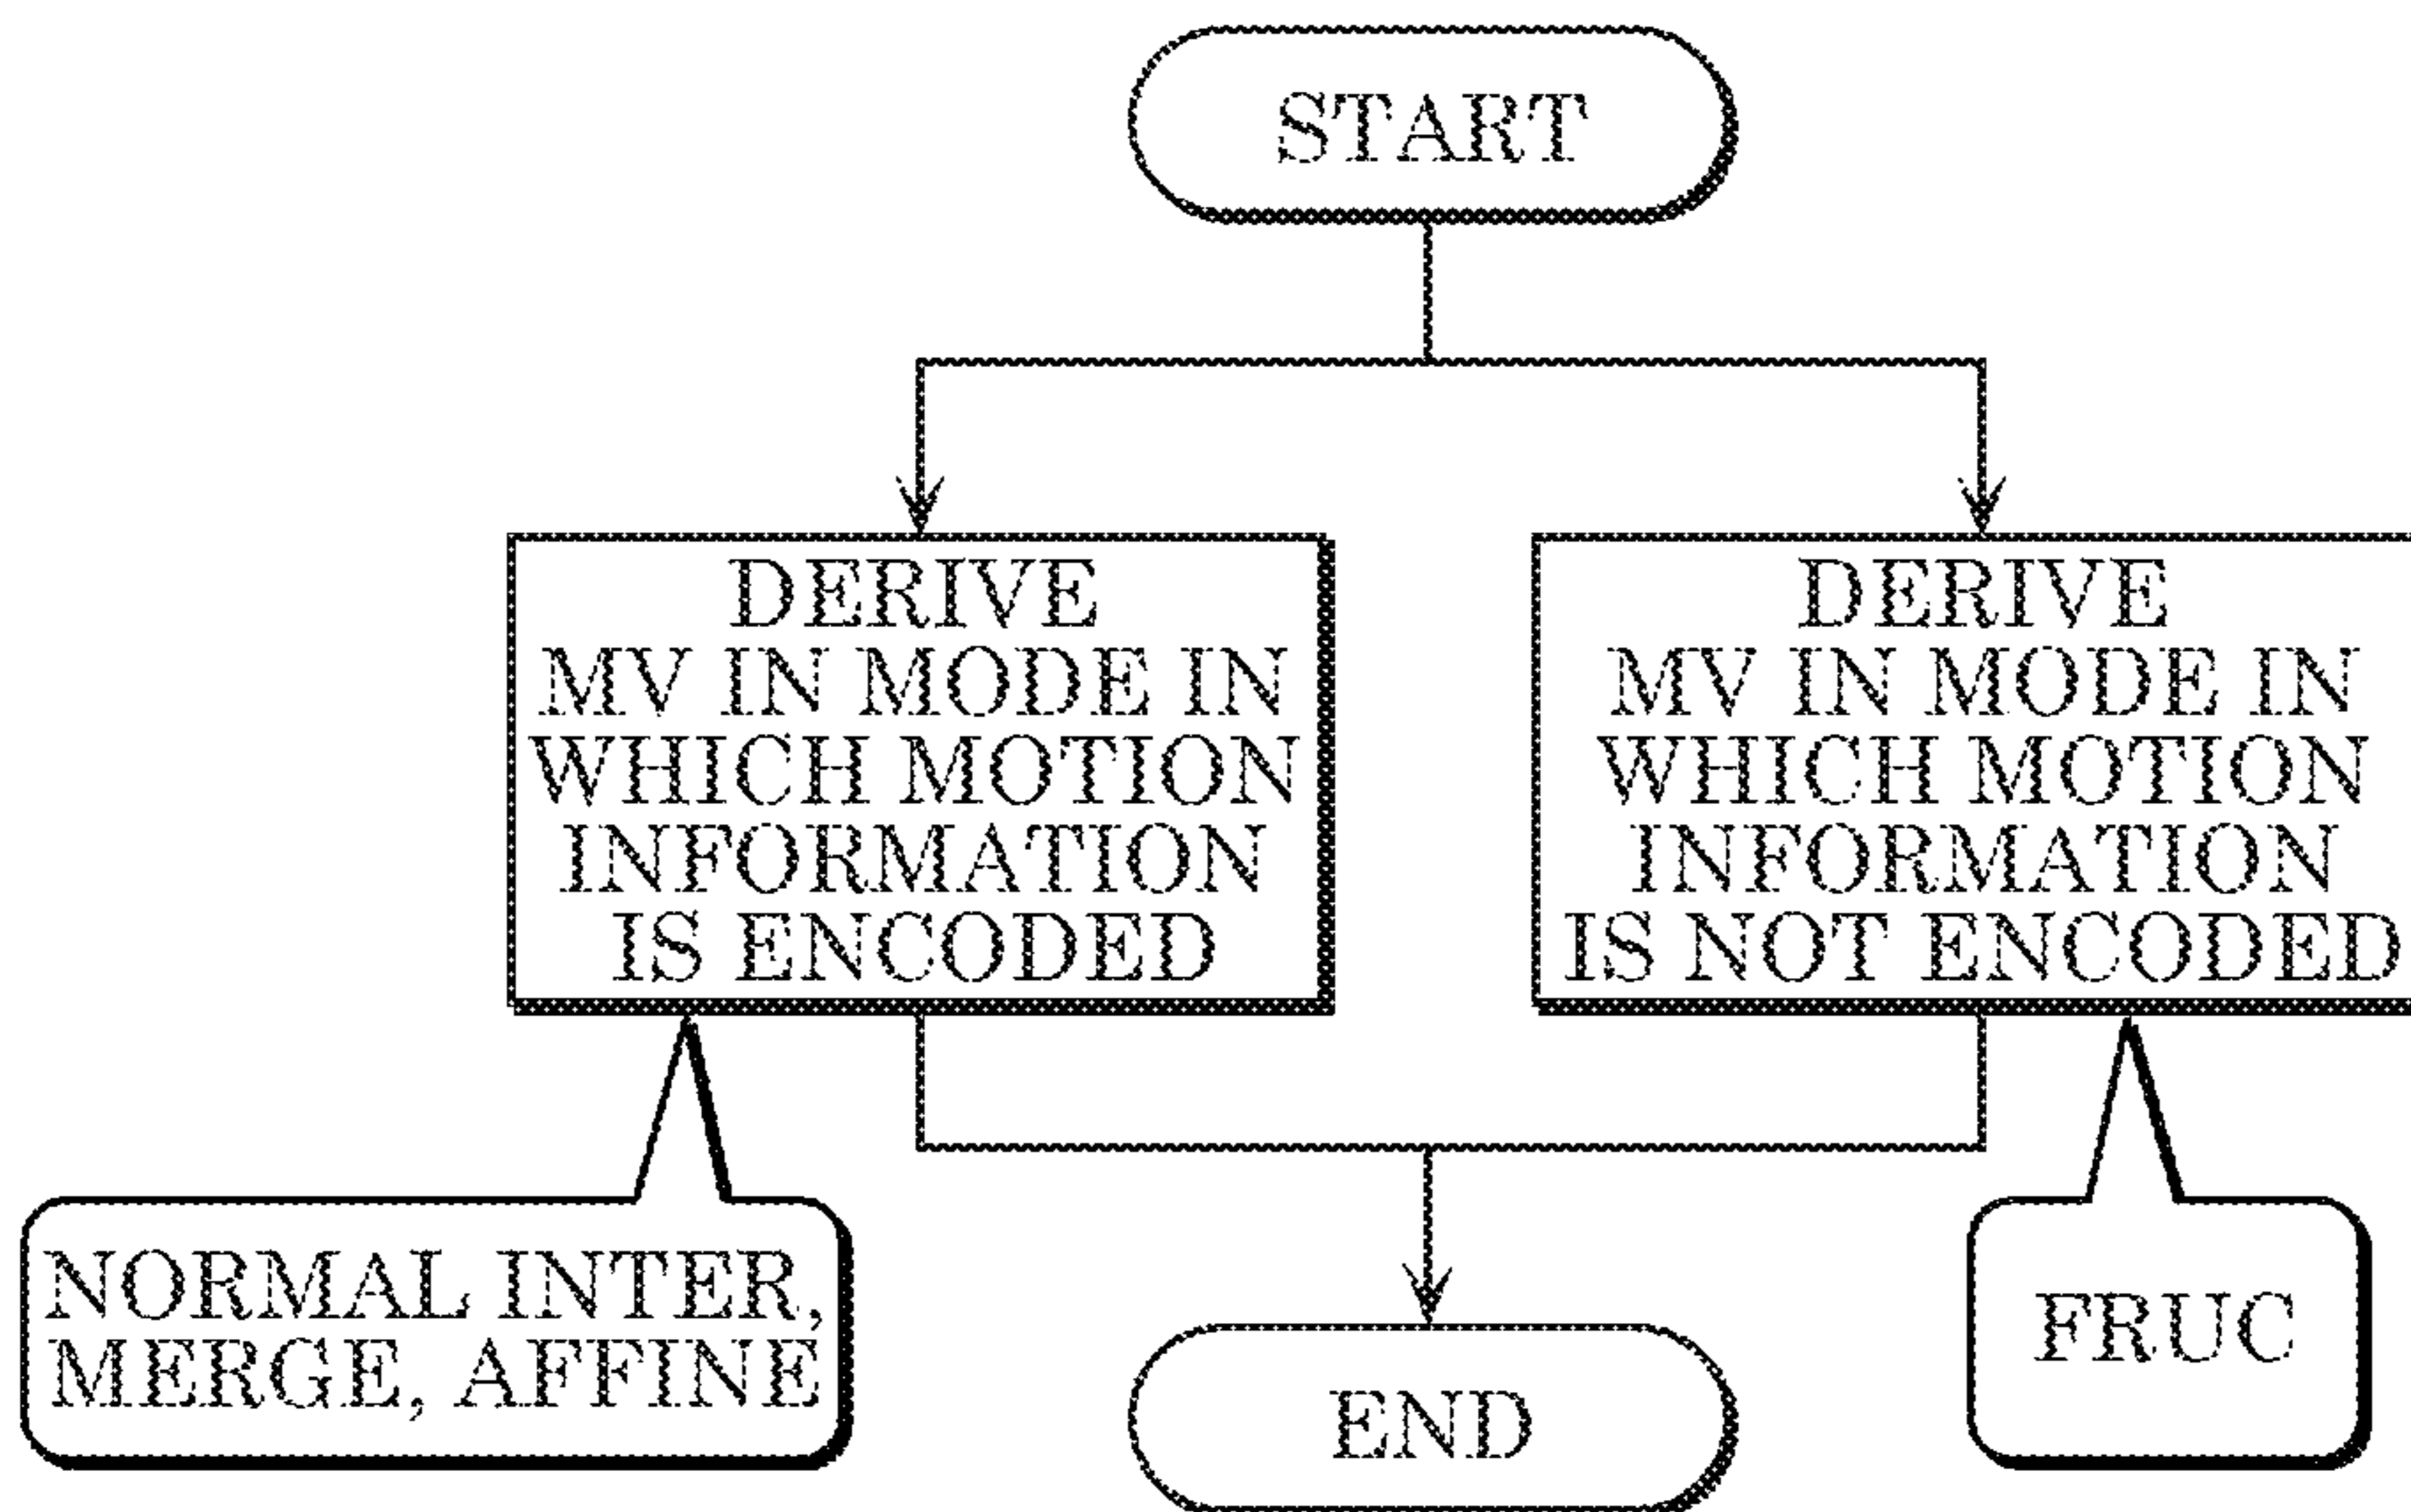 START
DERIVE
MV IN MODE IN
WHICH MOTION
INFORMATION
IS ENCODED
DERIVE
MV IN MODE IN
WHICH MOTION
INFORMATION
IS NOT ENCODED
NORMAL INTER,
MERGE, AFFINE
FRUC
END